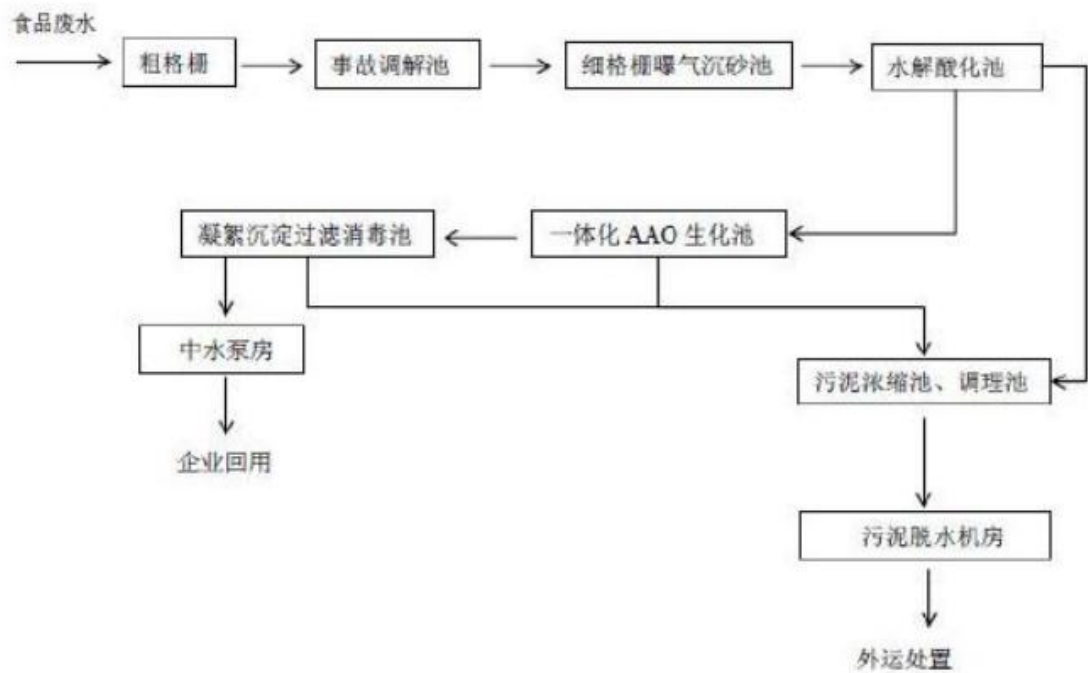 食品废水
粗格栅
事故调解池
细格栅曝气沉砂池
水解酸化池
凝絮沉淀过滤消毒池
一体化 AAO 生化池
中水泵房
污泥浓缩池、调理池
企业回用
污泥脱水机房
外运处置